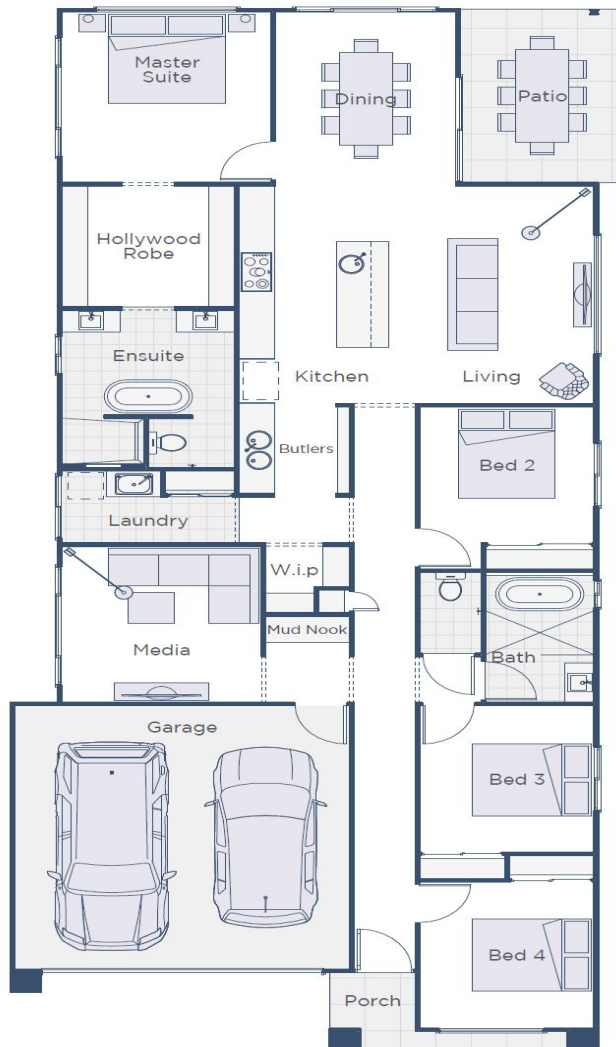 Master
Suite
Dining
Patio
Hollywood
Robe
Ensuite
Kitchen
Living
Butlers
Bed 2
Laundry
W.i.p
Mud Nook
Media
Bath
Garage
Bed 3
Bed 4
Porch